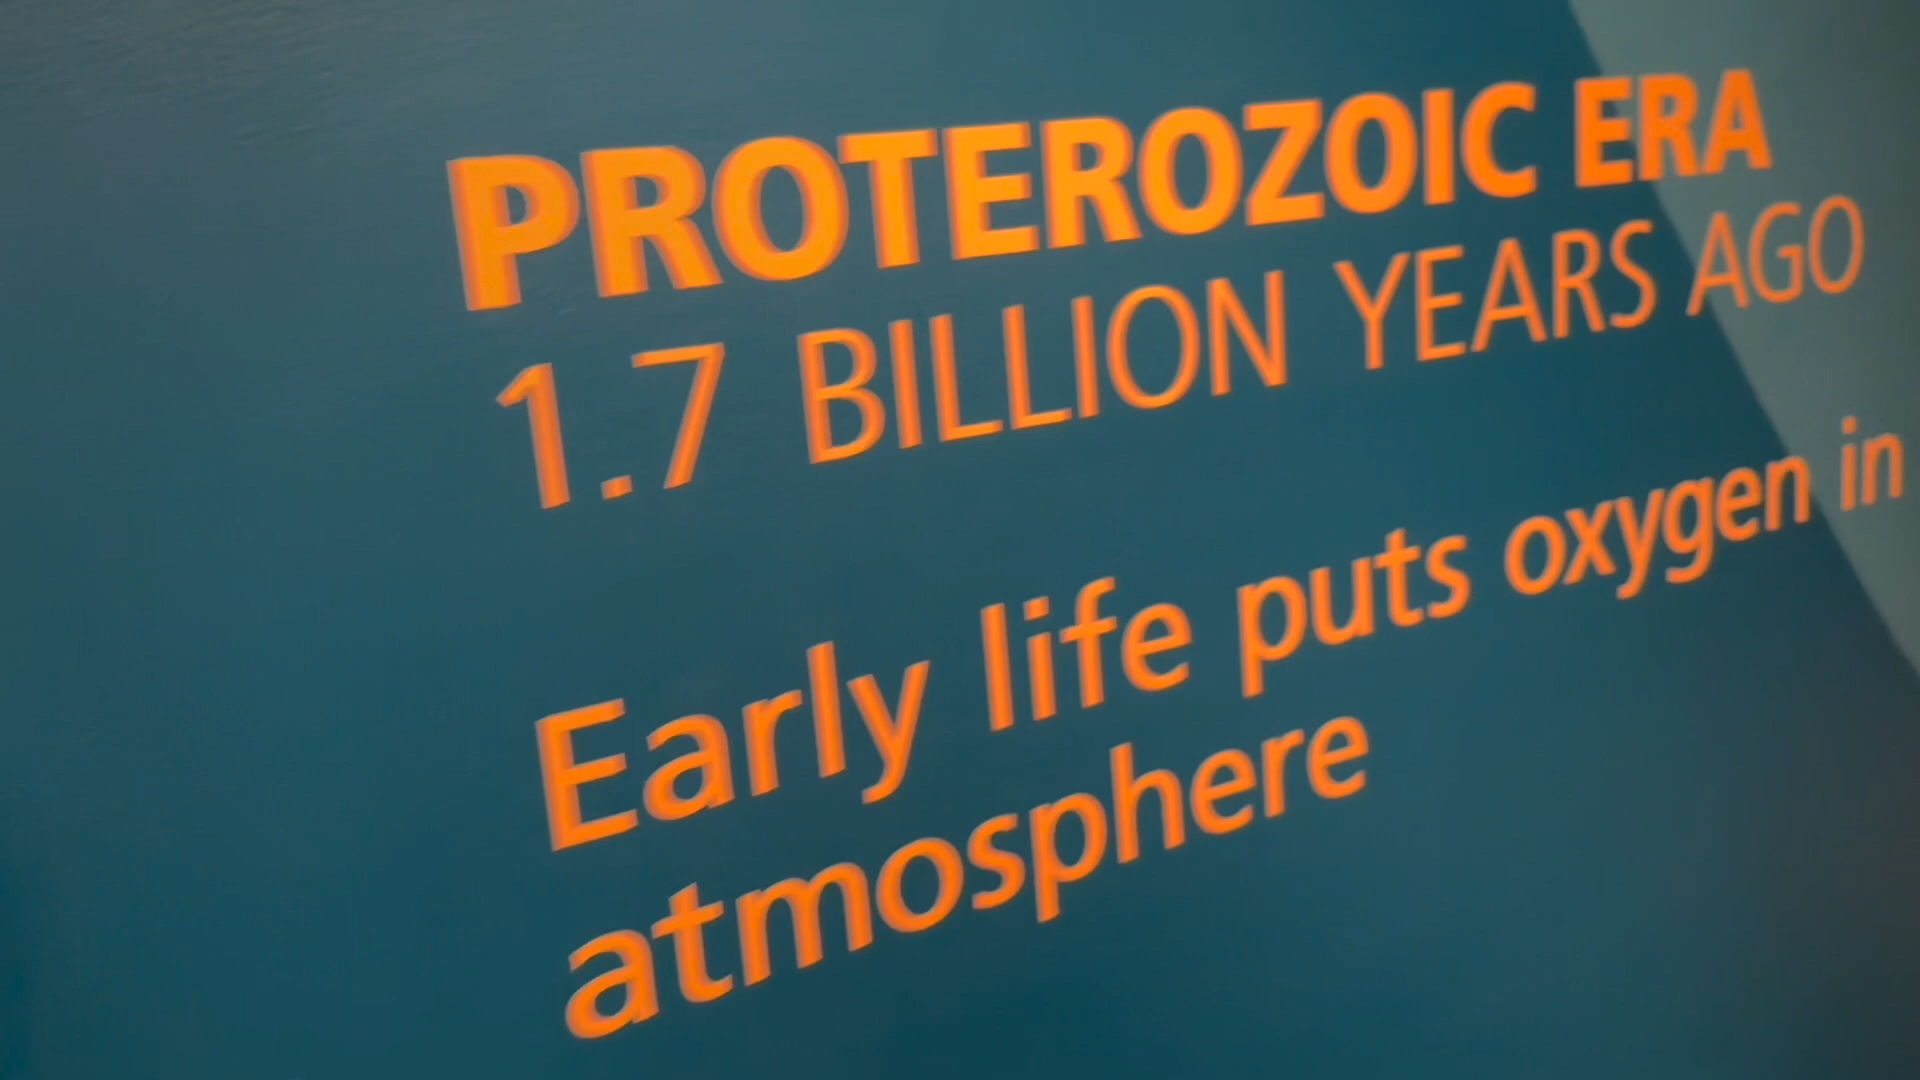 PROTEROZOIC ERA
1.7 BILLION YEARS AGO
Early life puts oxygen in
atmosphere